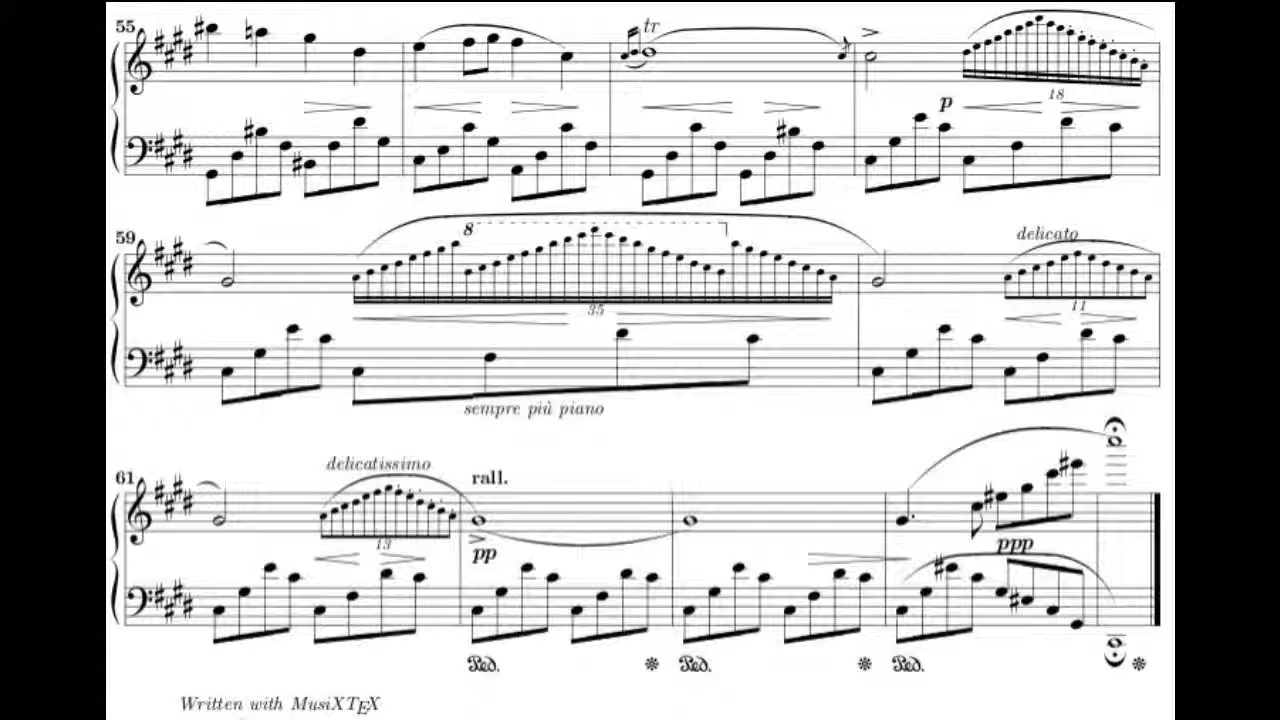 55
tr
p
18
59
8
delicato
35
11
sempre più piano
61
delicatissimo
rall.
13
pp
ppp
Ped.
Ped.
Ped.
Written with MusiXTEX